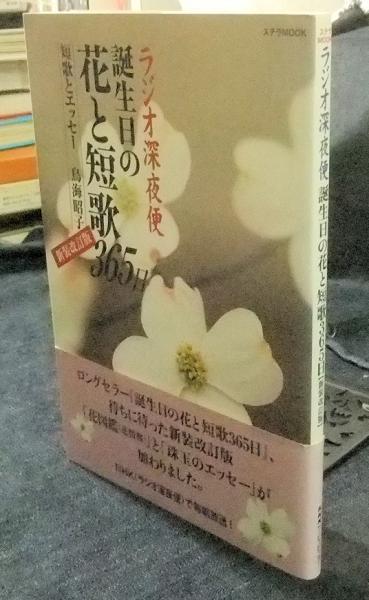 ステラMOOK
ラジオ深夜便
誕生日の
花と短歌
365日
短歌とエッセー
鳥海昭子
新装改訂版
ロングセラー『誕生日の花と短歌365日』、
待ちに待った新装改訂版
「花図鑑」と「珠玉のエッセー」が
加わりました。
NHK〈ラジオ深夜便〉で毎朝放送!
ステラ
MOOK
ラジオ深夜便 誕生日の花と短歌365日 新装改訂版